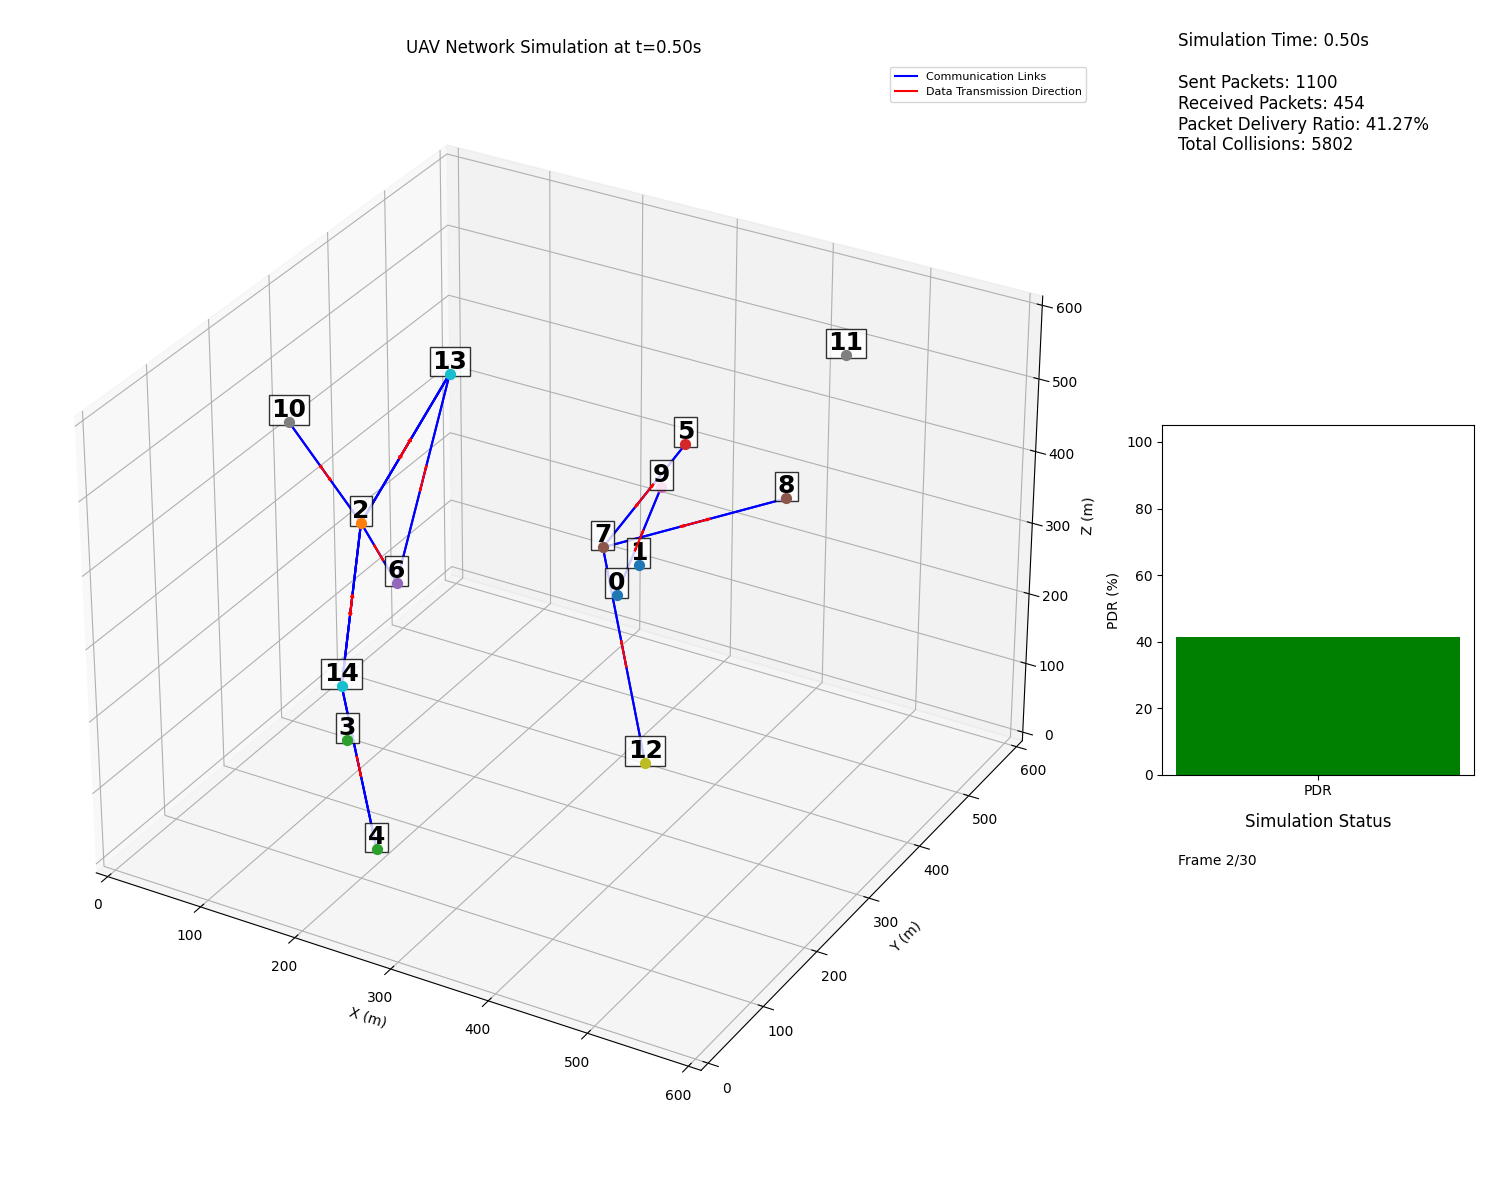 UAV Network Simulation at t=0.50s
Communication Links
Data Transmission Direction
Simulation Time: 0.50s
Sent Packets: 1100
Received Packets: 454
Packet Delivery Ratio: 41.27%
Total Collisions: 5802
13
10
11
5
9
8
2
7
1
6
0
14
3
12
4
600
500
400
300
200
100
0
Z (m)
600
500
400
300
200
100
0
Y (m)
0
100
200
300
400
500
600
X (m)
100
80
60
40
20
0
PDR (%)
PDR
Simulation Status
Frame 2/30